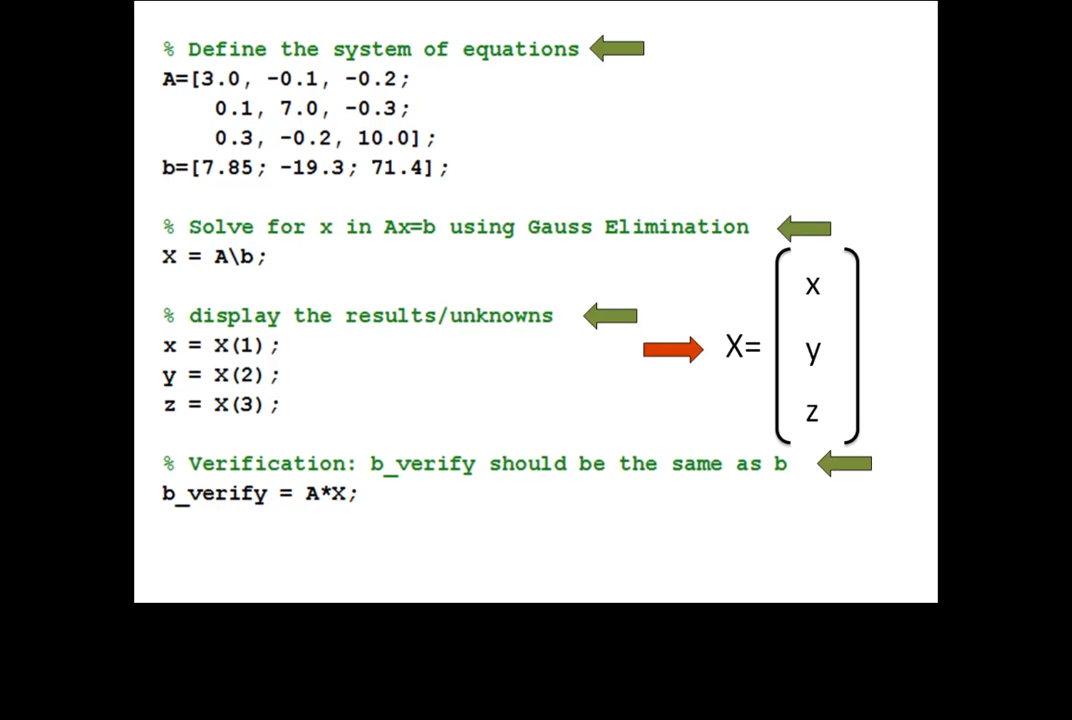 % Define the system of equations
A=[3.0, -0.1, -0.2;
0.1, 7.0, -0.3;
0.3, -0.2, 10.0];
b=[7.85; -19.3; 71.4];
% Solve for x in Ax=b using Gauss Elimination
X = A\b;
% display the results/unknowns
x = X(1);
y = X(2);
z = X(3);
X=
x
y
z
% Verification: b_verify should be the same as b
b_verify = A*X;